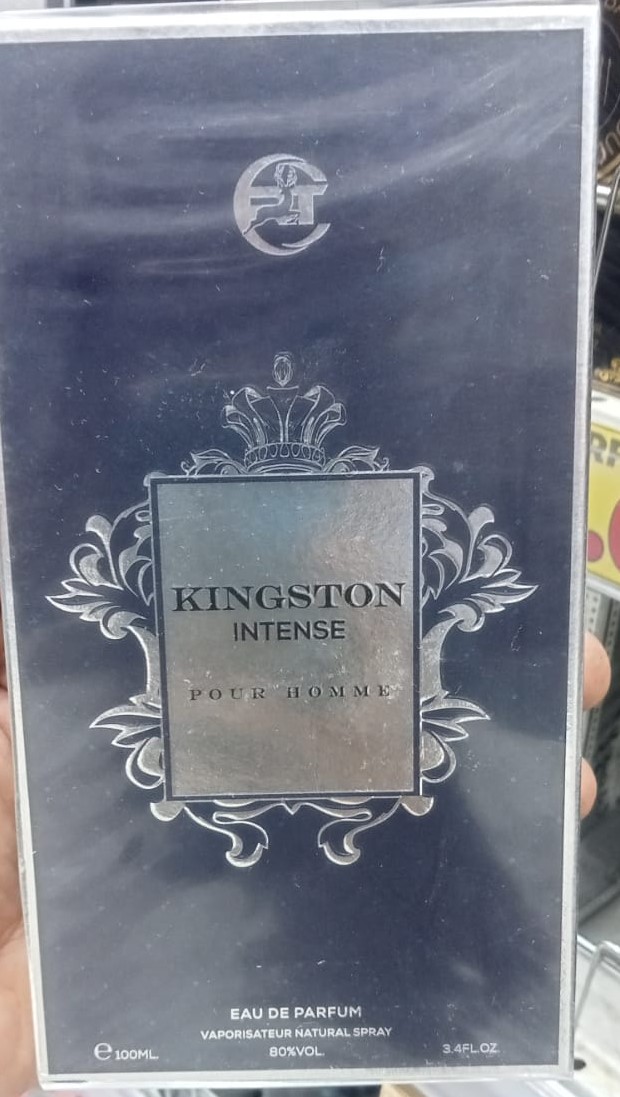 KINGSTON
INTENSE
POUR HOMME
EAU DE PARFUM
VAPORISATEUR NATURAL SPRAY
e 100ML. 80%VOL. 3.4FL.OZ.